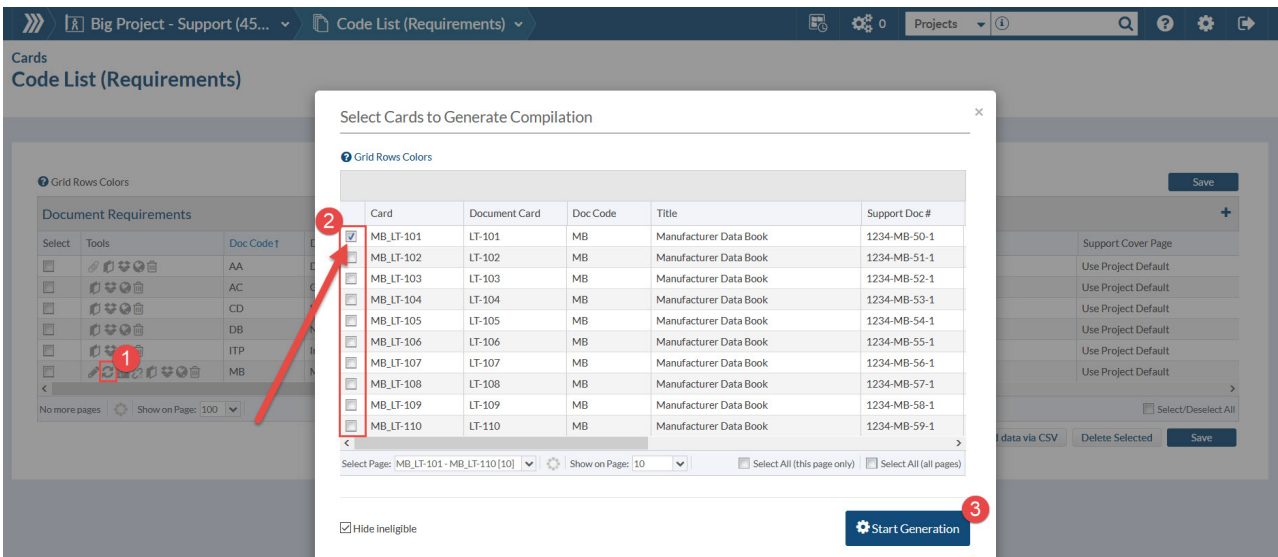 Big Project - Support (45...
Code List (Requirements)
0
Projects
Cards
Code List (Requirements)
Select Cards to Generate Compilation
×
Grid Rows Colors
Card Document Card Doc Code Title Support Doc #
MB_LT-101 LT-101 MB Manufacturer Data Book 1234-MB-50-1
MB_LT-102 LT-102 MB Manufacturer Data Book 1234-MB-51-1
MB_LT-103 LT-103 MB Manufacturer Data Book 1234-MB-52-1
MB_LT-104 LT-104 MB Manufacturer Data Book 1234-MB-53-1
MB_LT-105 LT-105 MB Manufacturer Data Book 1234-MB-54-1
MB_LT-106 LT-106 MB Manufacturer Data Book 1234-MB-55-1
MB_LT-107 LT-107 MB Manufacturer Data Book 1234-MB-56-1
MB_LT-108 LT-108 MB Manufacturer Data Book 1234-MB-57-1
MB_LT-109 LT-109 MB Manufacturer Data Book 1234-MB-58-1
MB_LT-110 LT-110 MB Manufacturer Data Book 1234-MB-59-1
Select Page: MB_LT-101 - MB_LT-110 [10] Show on Page: 10 Select All (this page only) Select All (all pages)
Hide ineligible
Start Generation
1
2
3
Grid Rows Colors
Save
Document Requirements
+
Select Tools Doc Code↑ Support Cover Page
AA Use Project Default
AC Use Project Default
CD Use Project Default
DB Use Project Default
ITP Use Project Default
MB Use Project Default
No more pages Show on Page: 100 Select/Deselect All
data via CSV Delete Selected Save